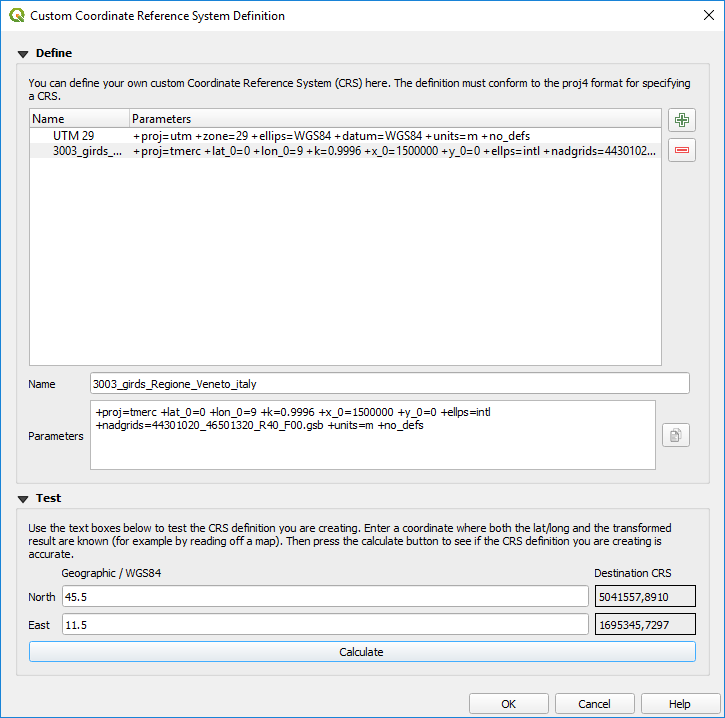 Custom Coordinate Reference System Definition
Define
You can define your own custom Coordinate Reference System (CRS) here. The definition must conform to the proj4 format for specifying
a CRS.
Name Parameters
UTM 29 +proj=utm +zone=29 +ellips=WGS84 +datum=WGS84 +units=m +no_defs
3003_girds_... +proj=tmerc +lat_0=0 +lon_0=9 +k=0.9996 +x_0=1500000 +y_0=0 +ellps=intl +nadgrids=4430102...
Name 3003_girds_Regione_Veneto_italy
+proj=tmerc +lat_0=0 +lon_0=9 +k=0.9996 +x_0=1500000 +y_0=0 +ellps=intl
+nadgrids=44301020_46501320_R40_F00.gsb +units=m +no_defs
Parameters
Test
Use the text boxes below to test the CRS definition you are creating. Enter a coordinate where both the lat/long and the transformed
result are known (for example by reading off a map). Then press the calculate button to see if the CRS definition you are creating is
accurate.
Geographic / WGS84 Destination CRS
North 45.5 5041557,8910
East 11.5 1695345,7297
Calculate
OK Cancel Help